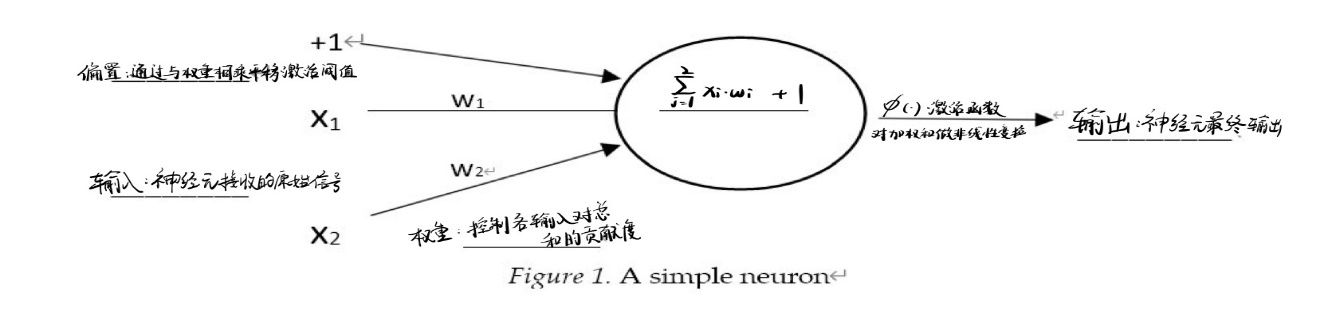 +1↵
偏置:通过与权重相乘平移激活阈值
x₁
w₁
2
∑ xᵢ·wᵢ + 1
i=1
φ(·):激活函数
对加权和做非线性变换
↵ 输出:神经元最终输出
输入:神经元接收的原始信号
w₂↵
x₂
权重:控制各输入对总
和的贡献度
Figure 1. A simple neuron↵